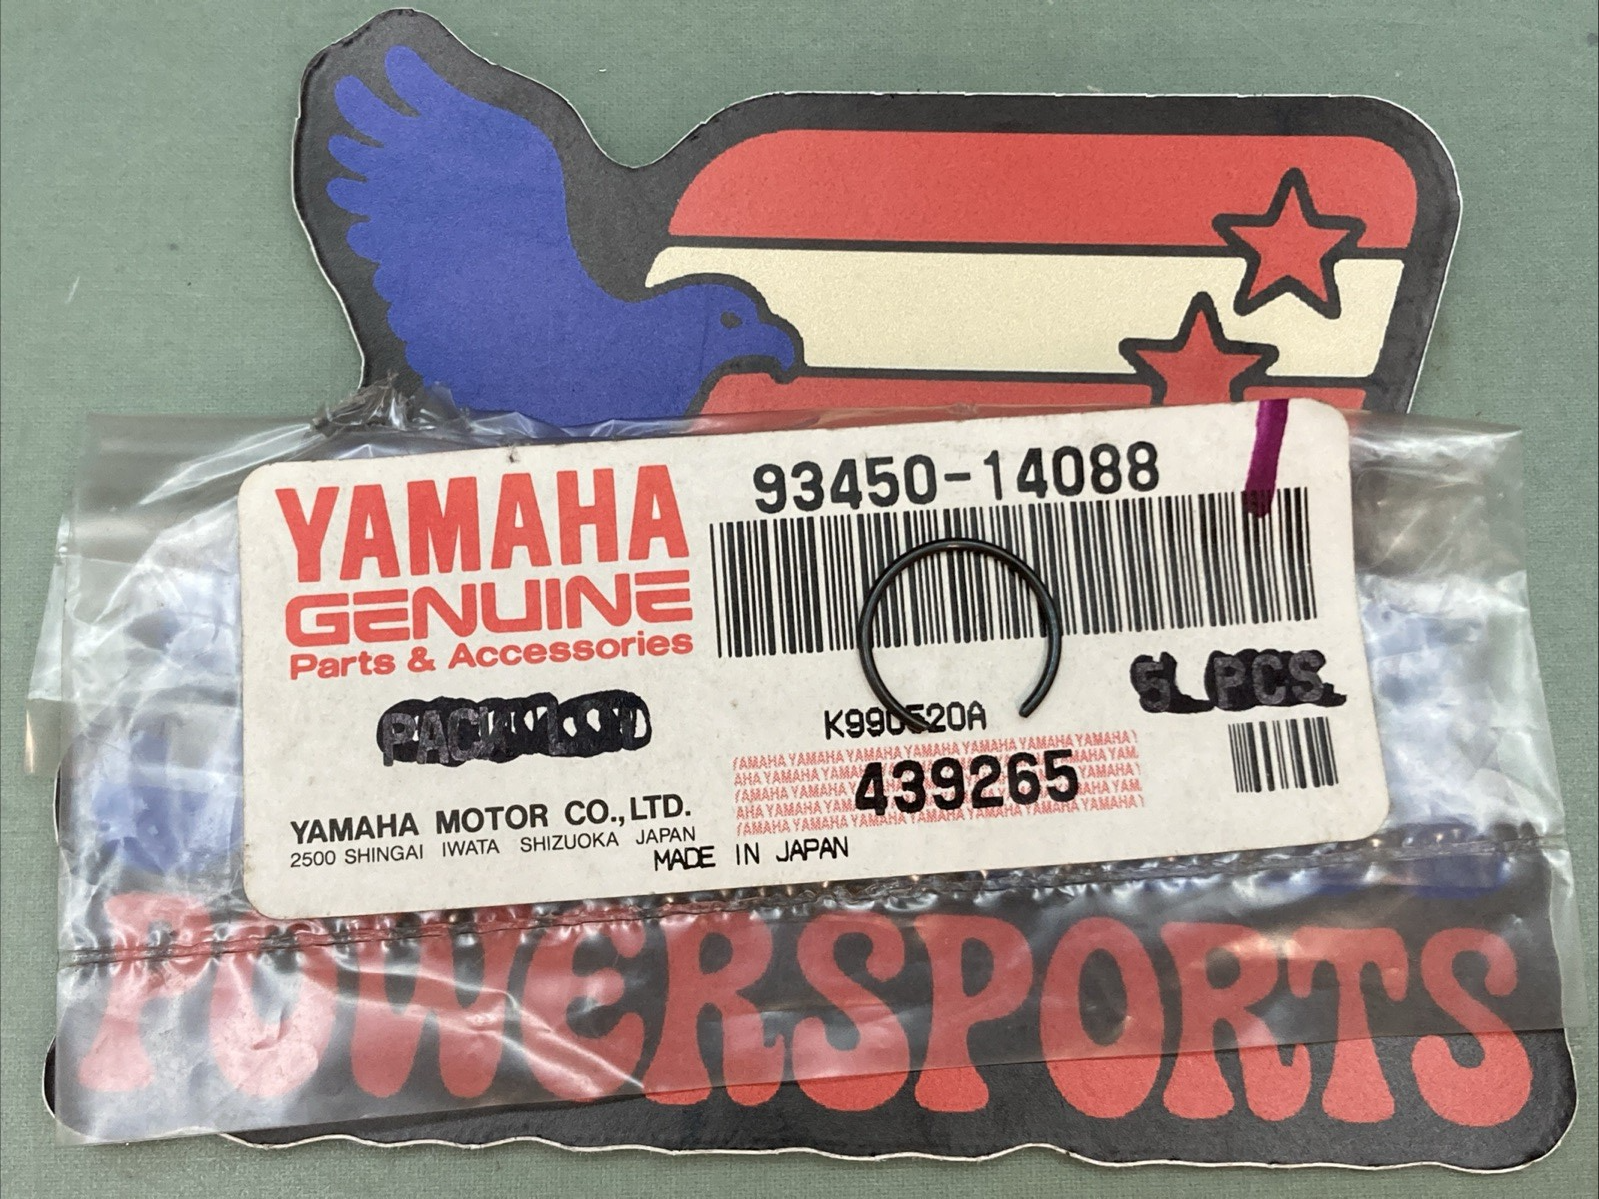 93450-14088
YAMAHA
GENUINE
Parts & Accessories
5 PCS
439265
YAMAHA MOTOR CO.,LTD.
2500 SHINGAI IWATA SHIZUOKA JAPAN
MADE IN JAPAN
POWERSPORTS